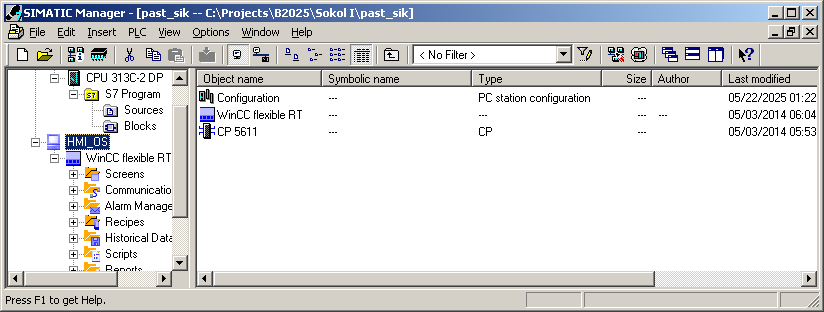 SIMATIC Manager - [past_sik -- C:\Projects\B2025\Sokol I\past_sik]
File Edit Insert PLC View Options Window Help
< No Filter >
CPU 313C-2 DP
S7 Program
Sources
Blocks
HMI_OS
WinCC flexible RT
Screens
Communication
Alarm Manage
Recipes
Historical Data
Scripts
Reports
Object name Symbolic name Type Size Author Last modified
Configuration --- PC station configuration --- 05/22/2025 01:22
WinCC flexible RT --- --- --- --- 05/03/2014 06:04
CP 5611 --- CP --- 05/03/2014 05:53
Press F1 to get Help.